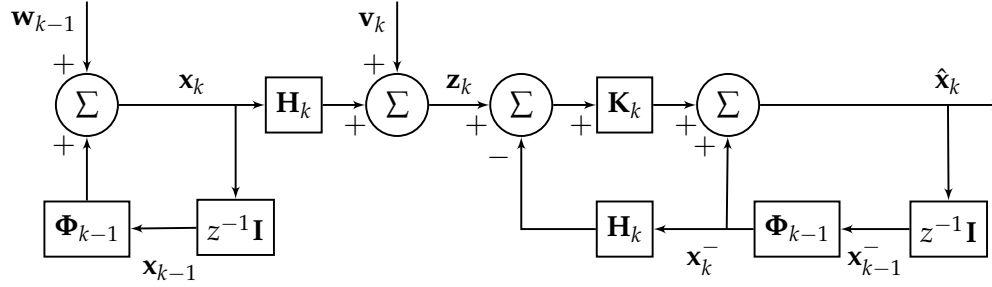 w_{k−1}
v_k
+
+
x_k
z_k
x̂_k
Σ
H_k
Σ
Σ
K_k
Σ
+
+
+
+
+
+
−
+
Φ_{k−1}
z^{−1}I
H_k
Φ_{k−1}
z^{−1}I
x_{k−1}
x_k^−
x_{k−1}^−